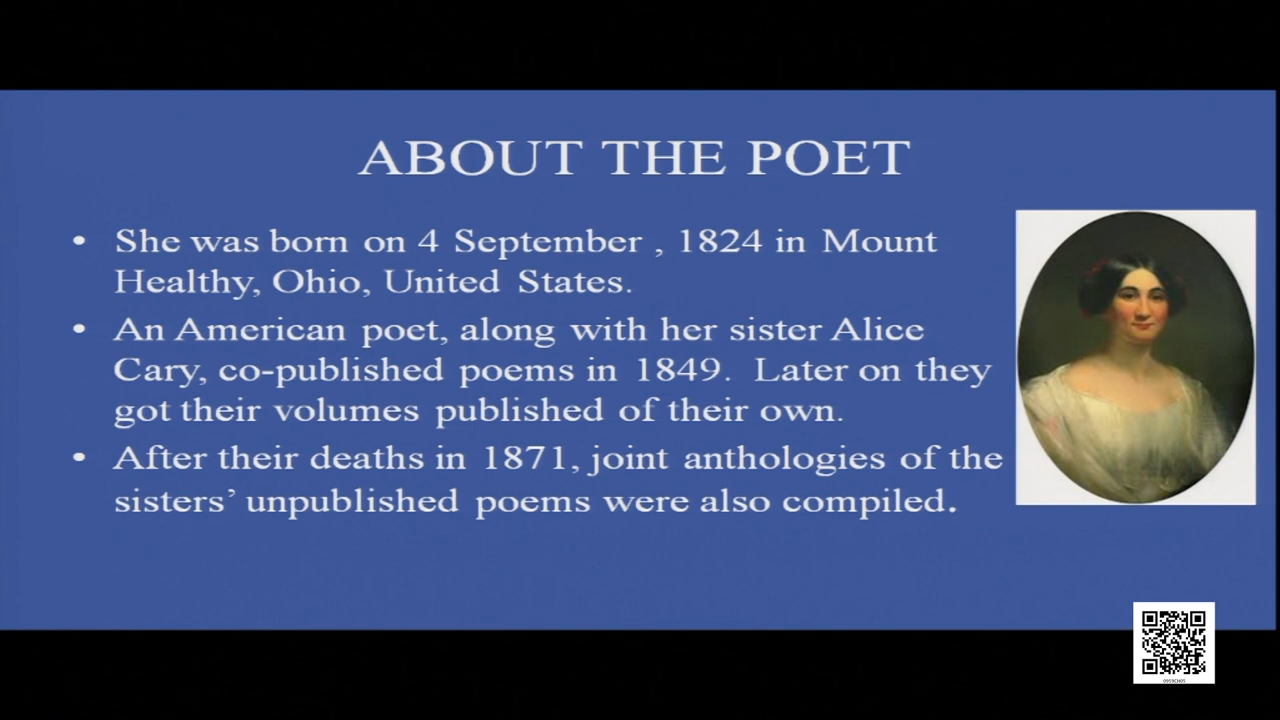 ABOUT THE POET
• She was born on 4 September , 1824 in Mount
Healthy, Ohio, United States.
• An American poet, along with her sister Alice
Cary, co-published poems in 1849. Later on they
got their volumes published of their own.
• After their deaths in 1871, joint anthologies of the
sisters’ unpublished poems were also compiled.